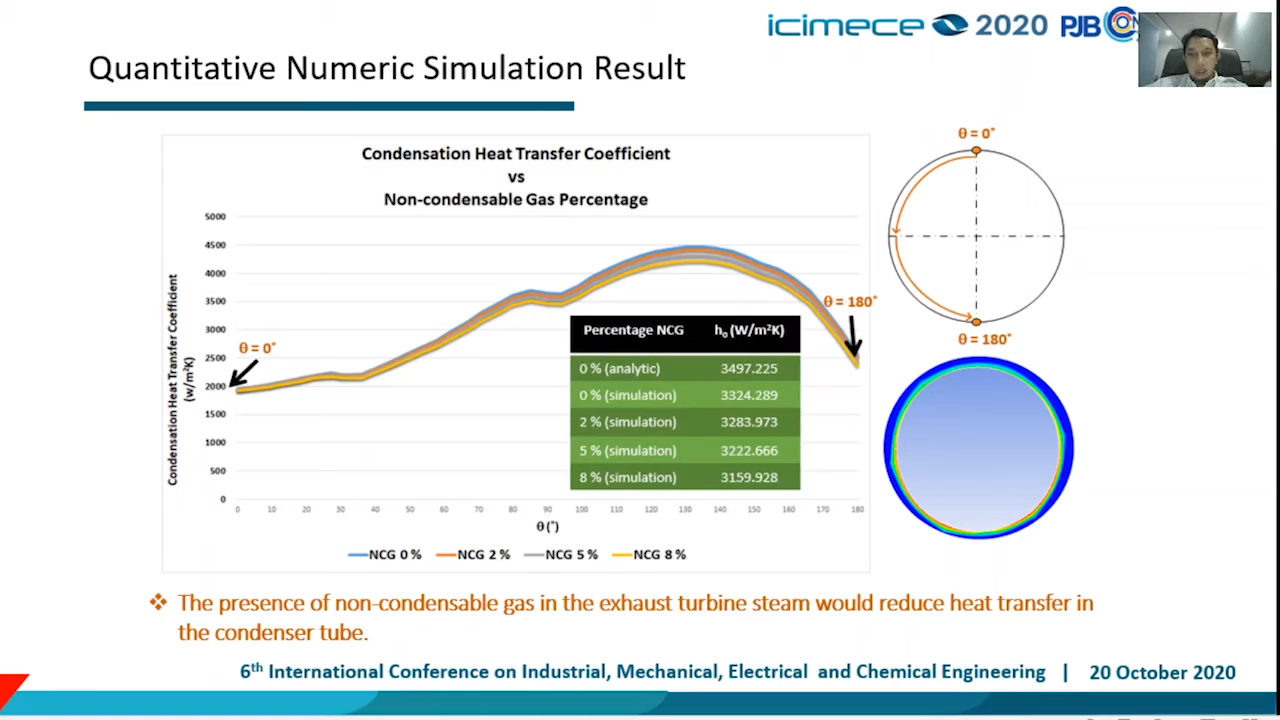 icimece 2020 PJB
Quantitative Numeric Simulation Result
Condensation Heat Transfer Coefficient
vs
Non-condensable Gas Percentage
Condensation Heat Transfer Coefficient
(w/m²K)
5000
4500
4000
3500
3000
2500
2000
1500
1000
500
0
θ = 0˚
θ = 180˚
Percentage NCG hₒ (W/m²K)
0 % (analytic) 3497.225
0 % (simulation) 3324.289
2 % (simulation) 3283.973
5 % (simulation) 3222.666
8 % (simulation) 3159.928
0 10 20 30 40 50 60 70 80 90 100 110 120 130 140 150 160 170 180
θ (˚)
NCG 0 % NCG 2 % NCG 5 % NCG 8 %
θ = 0˚
θ = 180˚
❖ The presence of non-condensable gas in the exhaust turbine steam would reduce heat transfer in
the condenser tube.
6th International Conference on Industrial, Mechanical, Electrical and Chemical Engineering | 20 October 2020